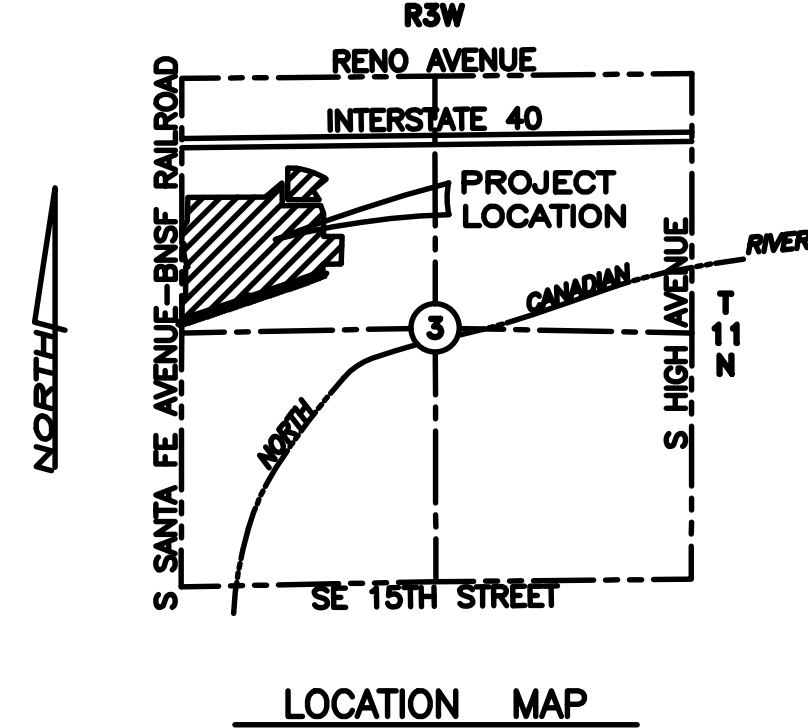 R3W
RENO AVENUE
INTERSTATE 40
PROJECT
LOCATION
S SANTA FE AVENUE-BNSF RAILROAD
NORTH
S HIGH AVENUE
NORTH CANADIAN RIVER
3
T
11
N
SE 15TH STREET
LOCATION MAP